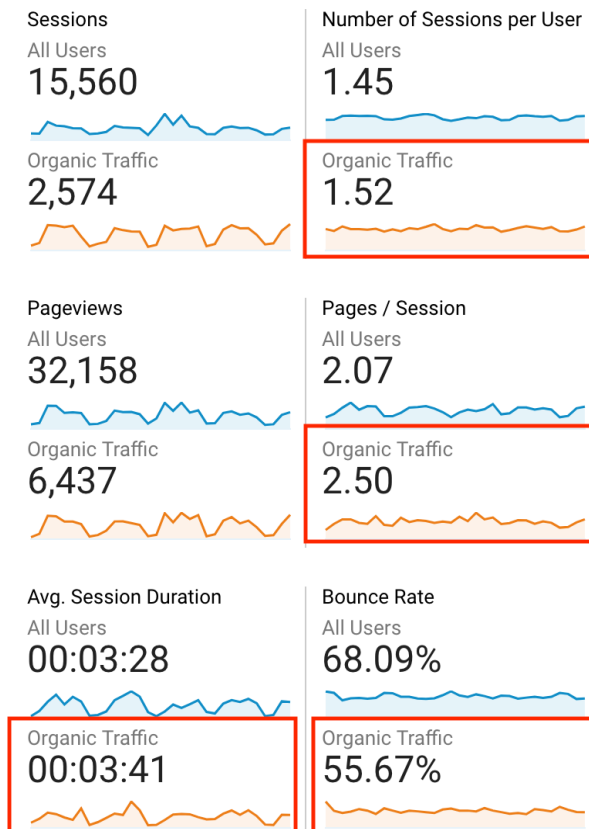 Sessions
All Users
15,560
Organic Traffic
2,574
Number of Sessions per User
All Users
1.45
Organic Traffic
1.52
Pageviews
All Users
32,158
Organic Traffic
6,437
Pages / Session
All Users
2.07
Organic Traffic
2.50
Avg. Session Duration
All Users
00:03:28
Organic Traffic
00:03:41
Bounce Rate
All Users
68.09%
Organic Traffic
55.67%